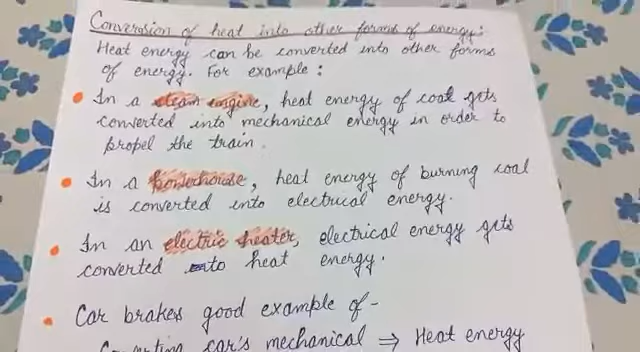 Conversion of heat into other forms of energy:
Heat energy can be converted into other forms
of energy. For example:
In a steam engine, heat energy of coal gets
converted into mechanical energy in order to
propel the train.
In a powerhouse, heat energy of burning coal
is converted into electrical energy.
In an electric heater, electrical energy gets
converted into heat energy.
Car brakes good example of -
Converting car's mechanical ⇒ Heat energy